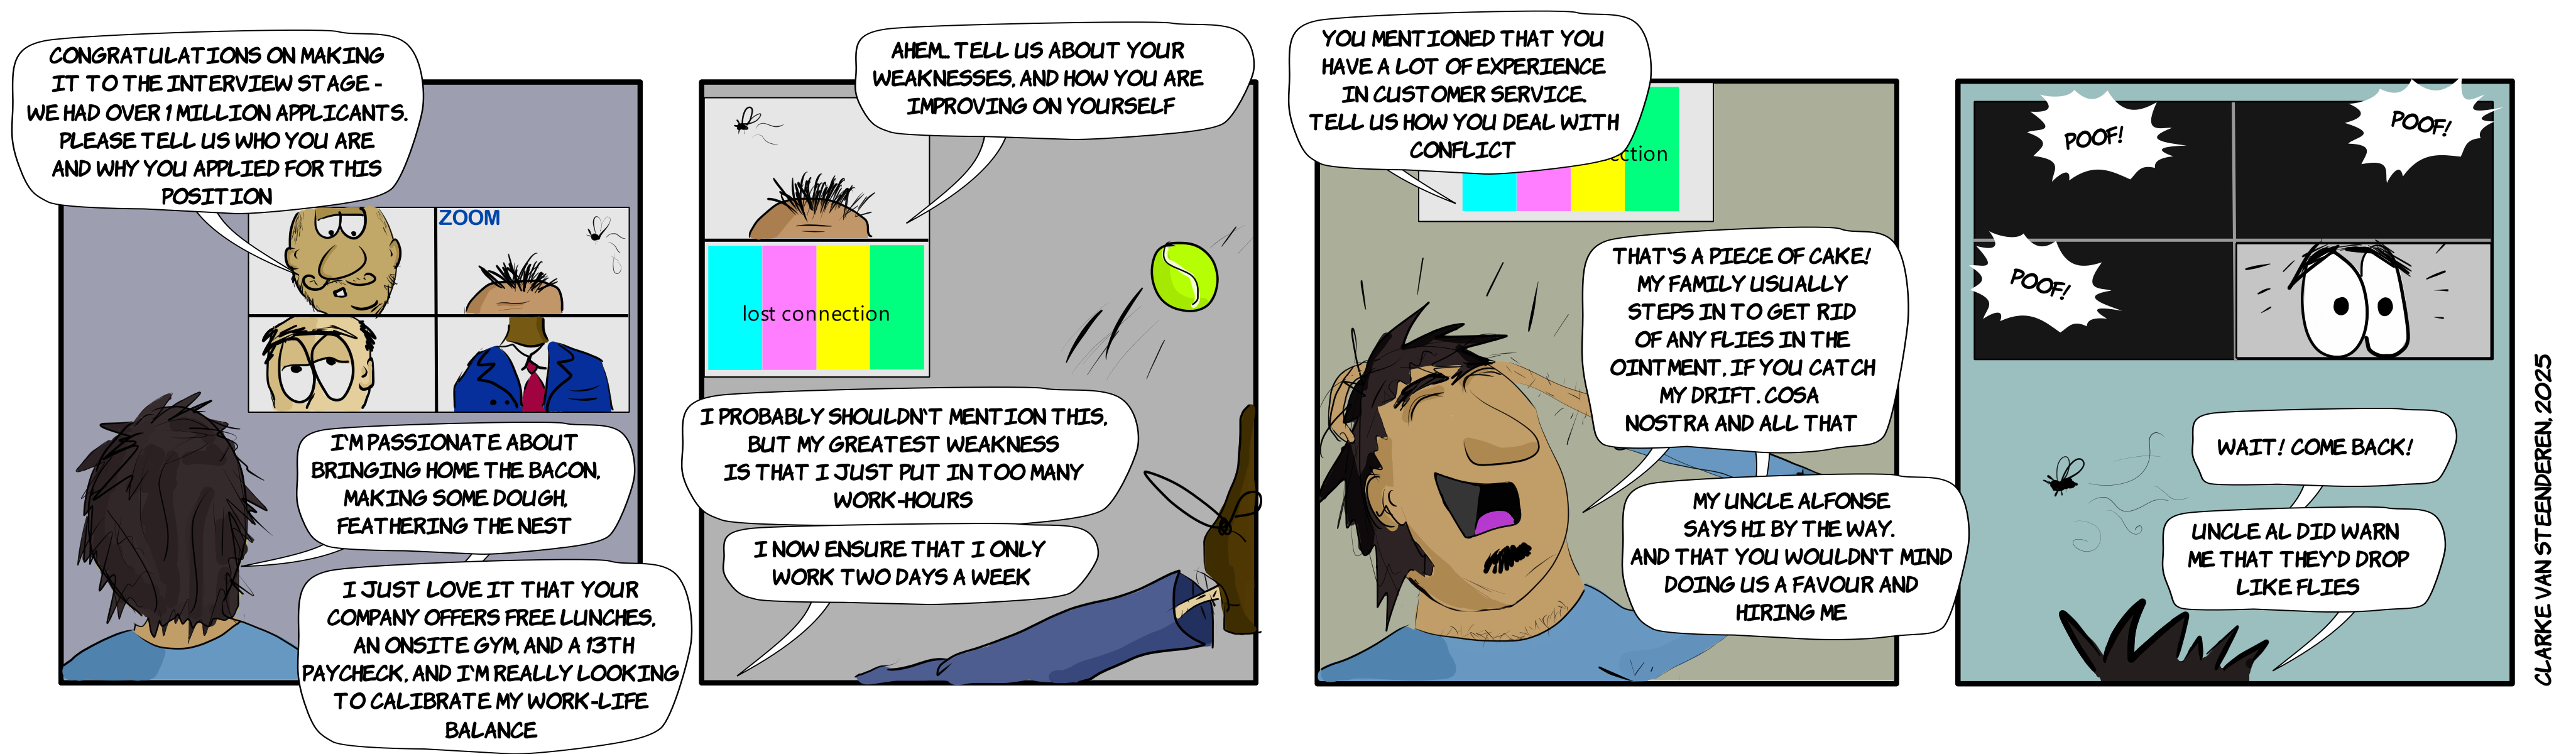 CONGRATULATIONS ON MAKING
IT TO THE INTERVIEW STAGE -
WE HAD OVER 1 MILLION APPLICANTS.
PLEASE TELL US WHO YOU ARE
AND WHY YOU APPLIED FOR THIS
POSITION
ZOOM
I'M PASSIONATE ABOUT
BRINGING HOME THE BACON,
MAKING SOME DOUGH,
FEATHERING THE NEST
I JUST LOVE IT THAT YOUR
COMPANY OFFERS FREE LUNCHES,
AN ONSITE GYM, AND A 13TH
PAYCHECK, AND I'M REALLY LOOKING
TO CALIBRATE MY WORK-LIFE
BALANCE
AHEM... TELL US ABOUT YOUR
WEAKNESSES, AND HOW YOU ARE
IMPROVING ON YOURSELF
lost connection
I PROBABLY SHOULDN'T MENTION THIS,
BUT MY GREATEST WEAKNESS
IS THAT I JUST PUT IN TOO MANY
WORK-HOURS
I NOW ENSURE THAT I ONLY
WORK TWO DAYS A WEEK
YOU MENTIONED THAT YOU
HAVE A LOT OF EXPERIENCE
IN CUSTOMER SERVICE.
TELL US HOW YOU DEAL WITH
CONFLICT
ction
THAT'S A PIECE OF CAKE!
MY FAMILY USUALLY
STEPS IN TO GET RID
OF ANY FLIES IN THE
OINTMENT, IF YOU CATCH
MY DRIFT. COSA
NOSTRA AND ALL THAT
MY UNCLE ALFONSE
SAYS HI BY THE WAY.
AND THAT YOU WOULDN'T MIND
DOING US A FAVOUR AND
HIRING ME
POOF!
POOF!
POOF!
WAIT! COME BACK!
UNCLE AL DID WARN
ME THAT THEY'D DROP
LIKE FLIES
CLARKE VAN STEENDEREN, 2025